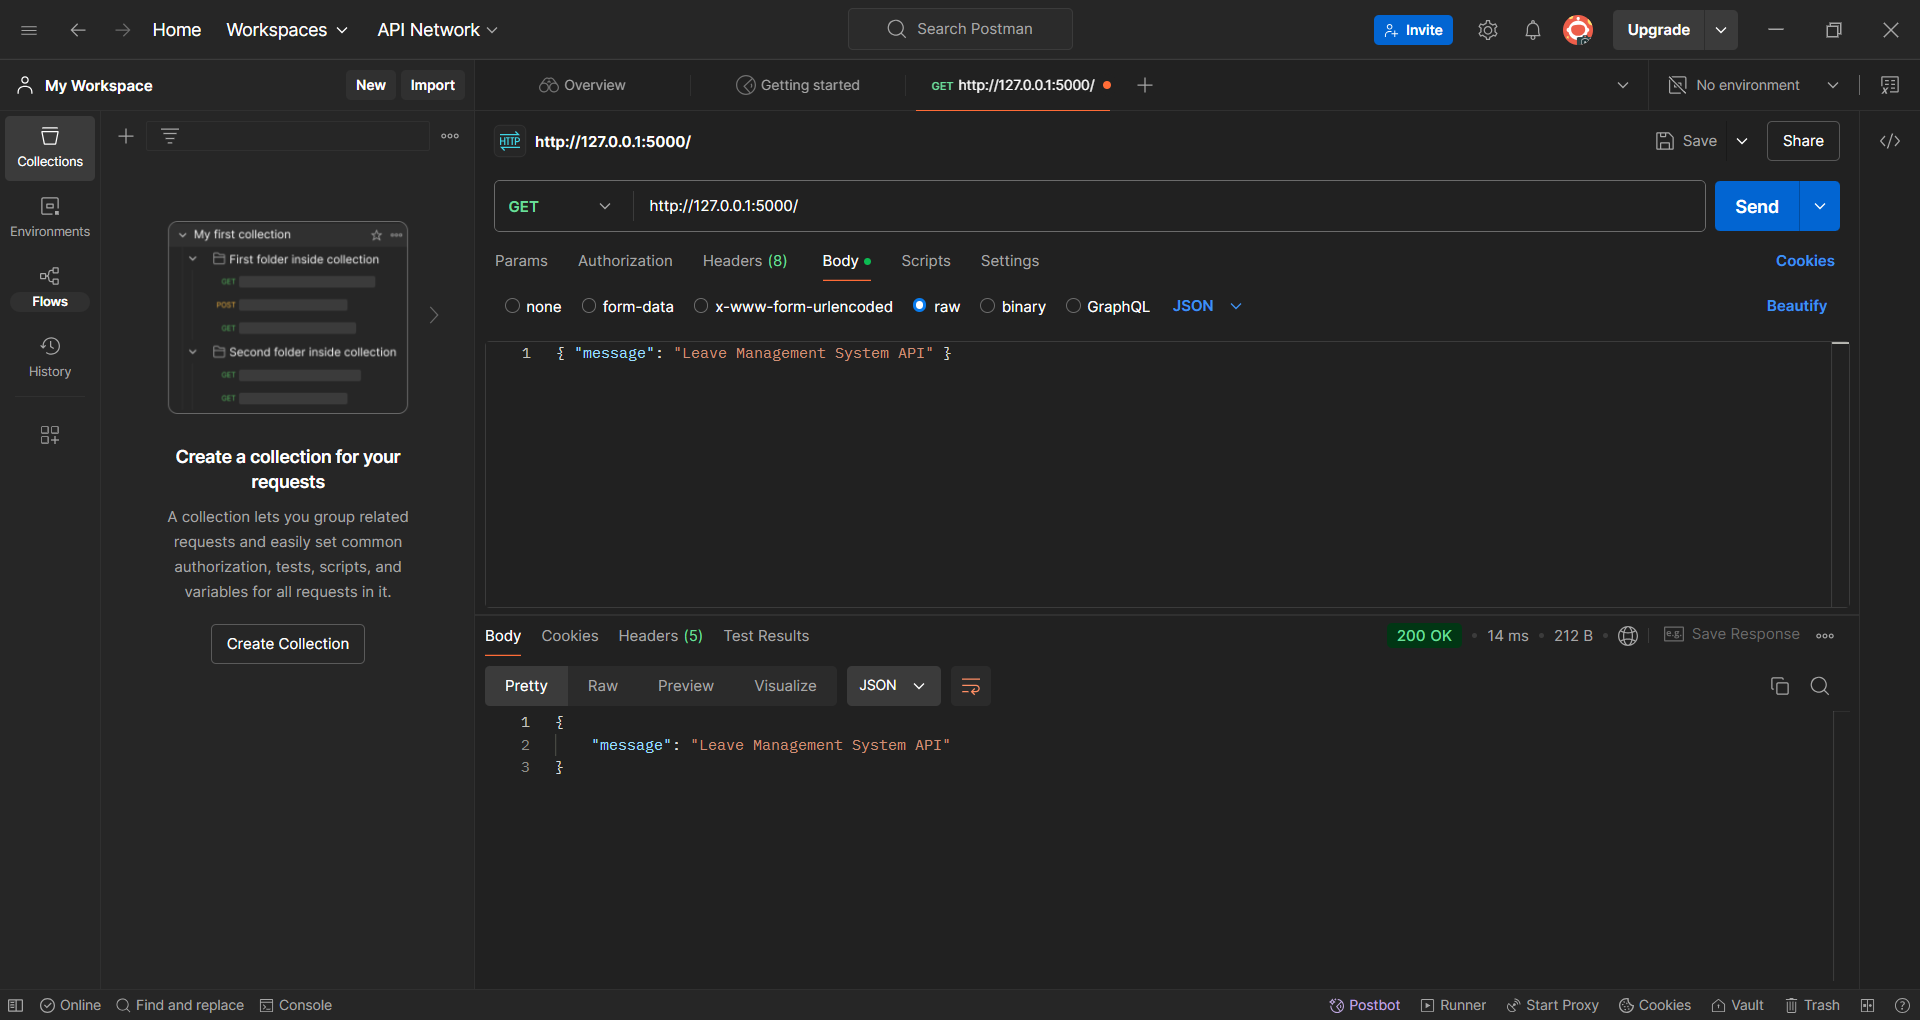 Home Workspaces API Network Search Postman Invite Upgrade
My Workspace New Import Overview Getting started GET http://127.0.0.1:5000/ No environment
Collections
Environments
Flows
History
My first collection
First folder inside collection
GET
POST
GET
Second folder inside collection
GET
GET
Create a collection for your
requests
A collection lets you group related
requests and easily set common
authorization, tests, scripts, and
variables for all requests in it.
Create Collection
HTTP http://127.0.0.1:5000/ Save Share
GET http://127.0.0.1:5000/ Send
Params Authorization Headers (8) Body Scripts Settings Cookies
none form-data x-www-form-urlencoded raw binary GraphQL JSON Beautify
1 { "message": "Leave Management System API" }
Body Cookies Headers (5) Test Results 200 OK 14 ms 212 B e.g. Save Response
Pretty Raw Preview Visualize JSON
1 {
2 "message": "Leave Management System API"
3 }
Online Find and replace Console Postbot Runner Start Proxy Cookies Vault Trash